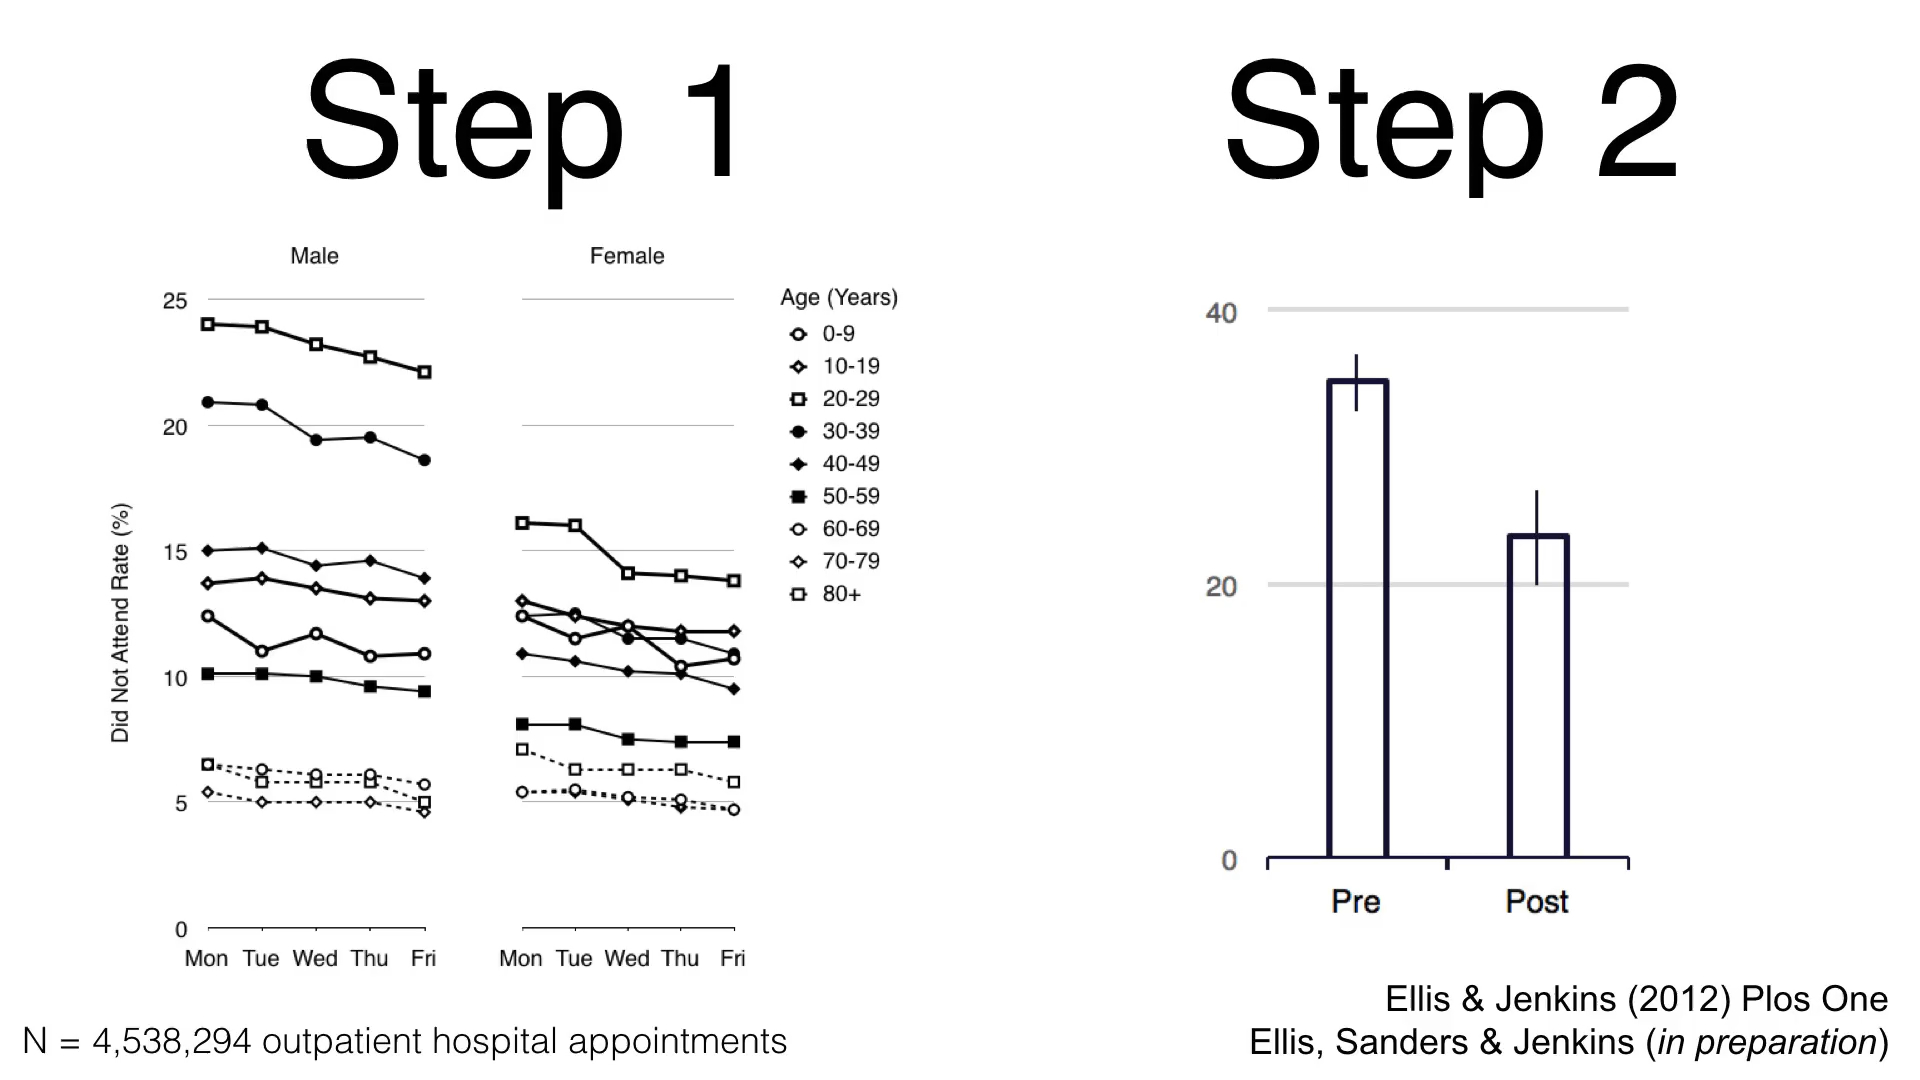 Step 1
Male
Female
Did Not Attend Rate (%)
25
20
15
10
5
0
Mon Tue Wed Thu Fri
Mon Tue Wed Thu Fri
Age (Years)
0-9
10-19
20-29
30-39
40-49
50-59
60-69
70-79
80+
N = 4,538,294 outpatient hospital appointments
Step 2
40
20
0
Pre Post
Ellis & Jenkins (2012) Plos One
Ellis, Sanders & Jenkins (in preparation)